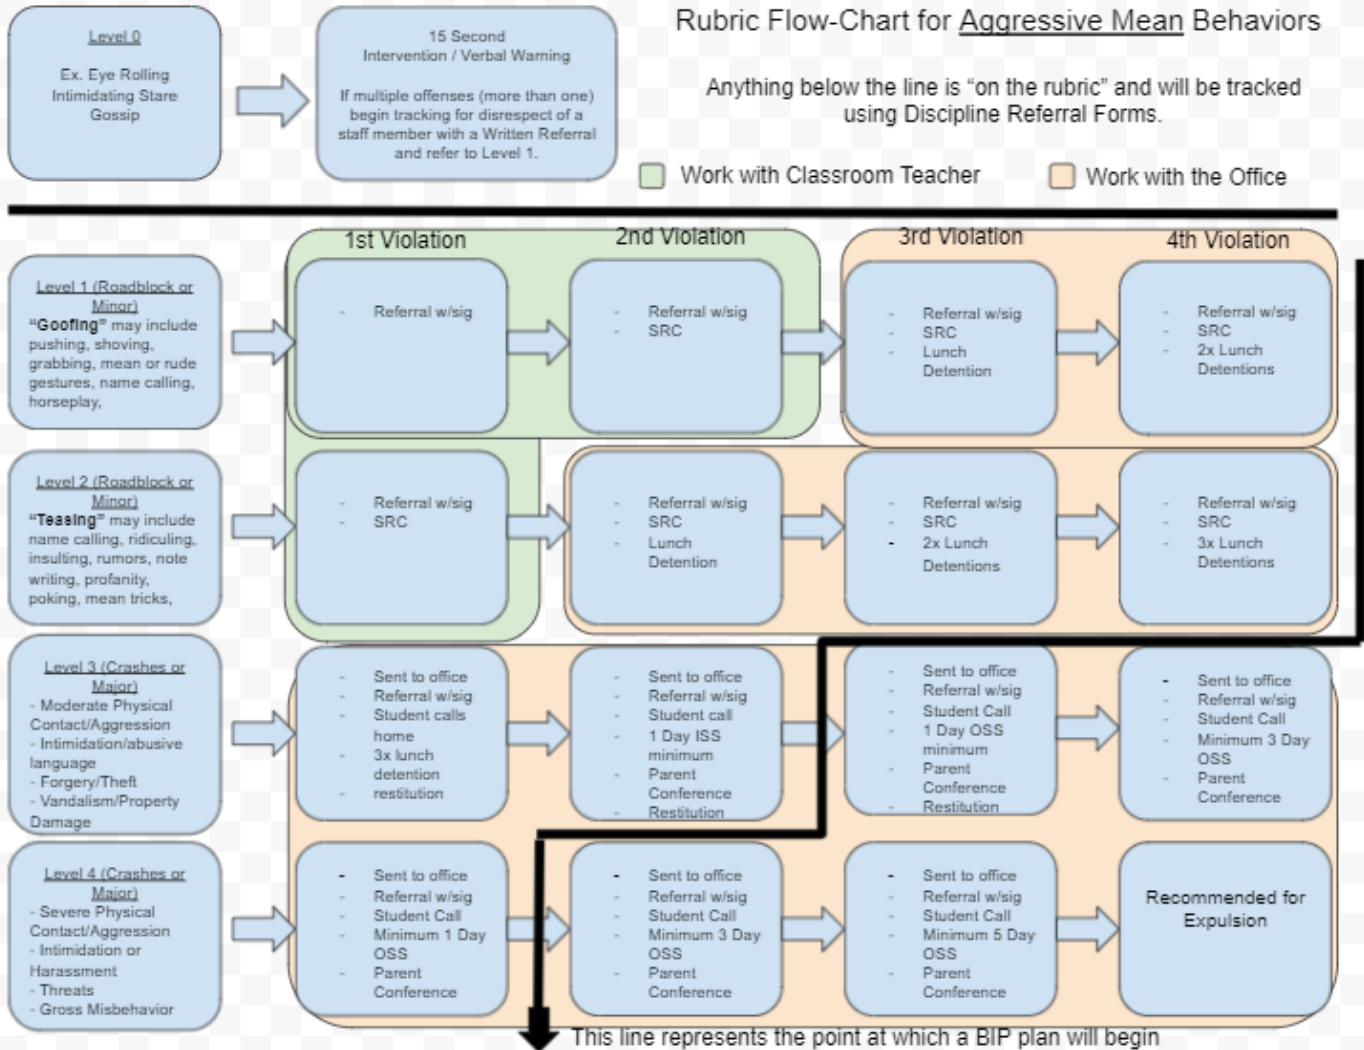 Level 0
Ex. Eye Rolling
Intimidating Stare
Gossip
15 Second
Intervention / Verbal Warning
If multiple offenses (more than one)
begin tracking for disrespect of a
staff member with a Written Referral
and refer to Level 1.
Rubric Flow-Chart for Aggressive Mean Behaviors
Anything below the line is “on the rubric” and will be tracked
using Discipline Referral Forms.
Work with Classroom Teacher
Work with the Office
1st Violation
2nd Violation
3rd Violation
4th Violation
Level 1 (Roadblock or
Minor)
“Goofing” may include
pushing, shoving,
grabbing, mean or rude
gestures, name calling,
horseplay,
- Referral w/sig
- Referral w/sig
- SRC
- Referral w/sig
- SRC
- Lunch
Detention
- Referral w/sig
- SRC
- 2x Lunch
Detentions
Level 2 (Roadblock or
Minor)
“Teasing” may include
name calling, ridiculing,
insulting, rumors, note
writing, profanity,
poking, mean tricks,
- Referral w/sig
- SRC
- Referral w/sig
- SRC
- Lunch
Detention
- Referral w/sig
- SRC
- 2x Lunch
Detentions
- Referral w/sig
- SRC
- 3x Lunch
Detentions
Level 3 (Crashes or
Major)
- Moderate Physical
Contact/Aggression
- Intimidation/abusive
language
- Forgery/Theft
- Vandalism/Property
Damage
- Sent to office
- Referral w/sig
- Student calls
home
- 3x lunch
detention
- restitution
- Sent to office
- Referral w/sig
- Student call
- 1 Day ISS
minimum
- Parent
Conference
- Restitution
- Sent to office
- Referral w/sig
- Student Call
- 1 Day OSS
minimum
- Parent
Conference
- Restitution
- Sent to office
- Referral w/sig
- Student Call
- Minimum 3 Day
OSS
- Parent
Conference
Level 4 (Crashes or
Major)
- Severe Physical
Contact/Aggression
- Intimidation or
Harassment
- Threats
- Gross Misbehavior
- Sent to office
- Referral w/sig
- Student Call
- Minimum 1 Day
OSS
- Parent
Conference
- Sent to office
- Referral w/sig
- Student Call
- Minimum 3 Day
OSS
- Parent
Conference
- Sent to office
- Referral w/sig
- Student Call
- Minimum 5 Day
OSS
- Parent
Conference
Recommended for
Expulsion
This line represents the point at which a BIP plan will begin